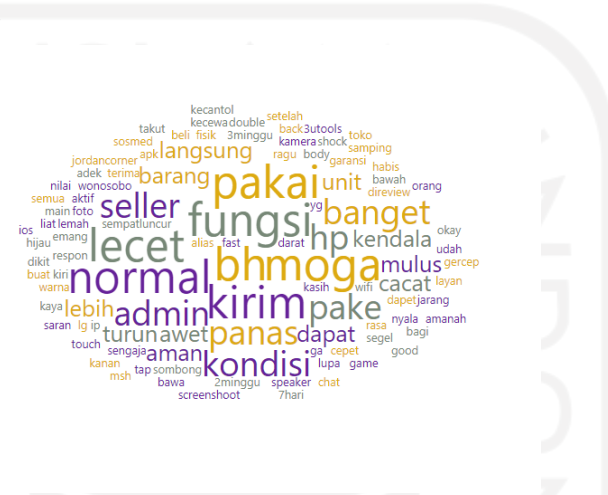 kecantol
kecewa double setelah
takut beli fisik 3minggu back 3utools toko
sosmed kamera shock samping
jordancorner apk langsung ragu body garansi
adek terima barang pakai unit habis bawah
nilai wonosobo direview orang
semua aktif seller fungsi yg banget
main foto
liat lemah sempatluncur
ios emang lecet alias fast darat hp kendala okay
hijau udah
dikit respon bh moga mulus gercep
buat kiri normal kasih wifi cacat layan
warna kirim dapet jarang
kaya lebih admin pake nyala amanah
saran lg ip turun awet panas dapat rasa segel bagi
touch sengaja aman kondisi ga cepet good
kanan tap sombong lupa game
msh bawa 2minggu speaker chat
screenshoot 7hari